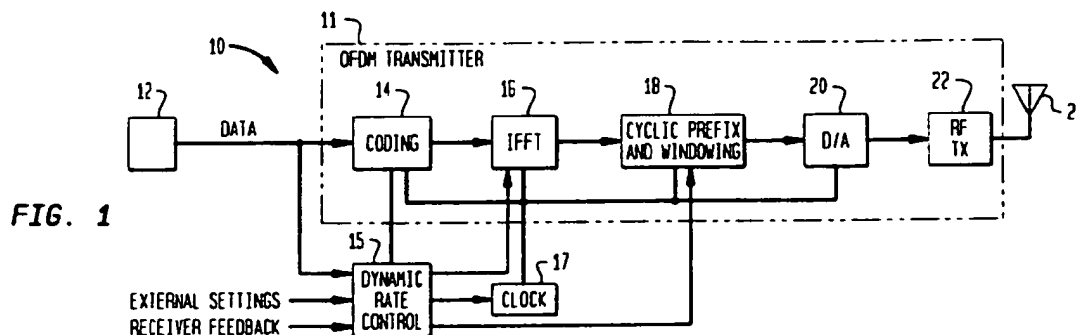 11
10
OFDM TRANSMITTER
12
14
16
18
20
22
2
DATA
CODING
IFFT
CYCLIC PREFIX
AND WINDOWING
D/A
RF
TX
FIG. 1
15
17
DYNAMIC
RATE
CONTROL
CLOCK
EXTERNAL SETTINGS
RECEIVER FEEDBACK